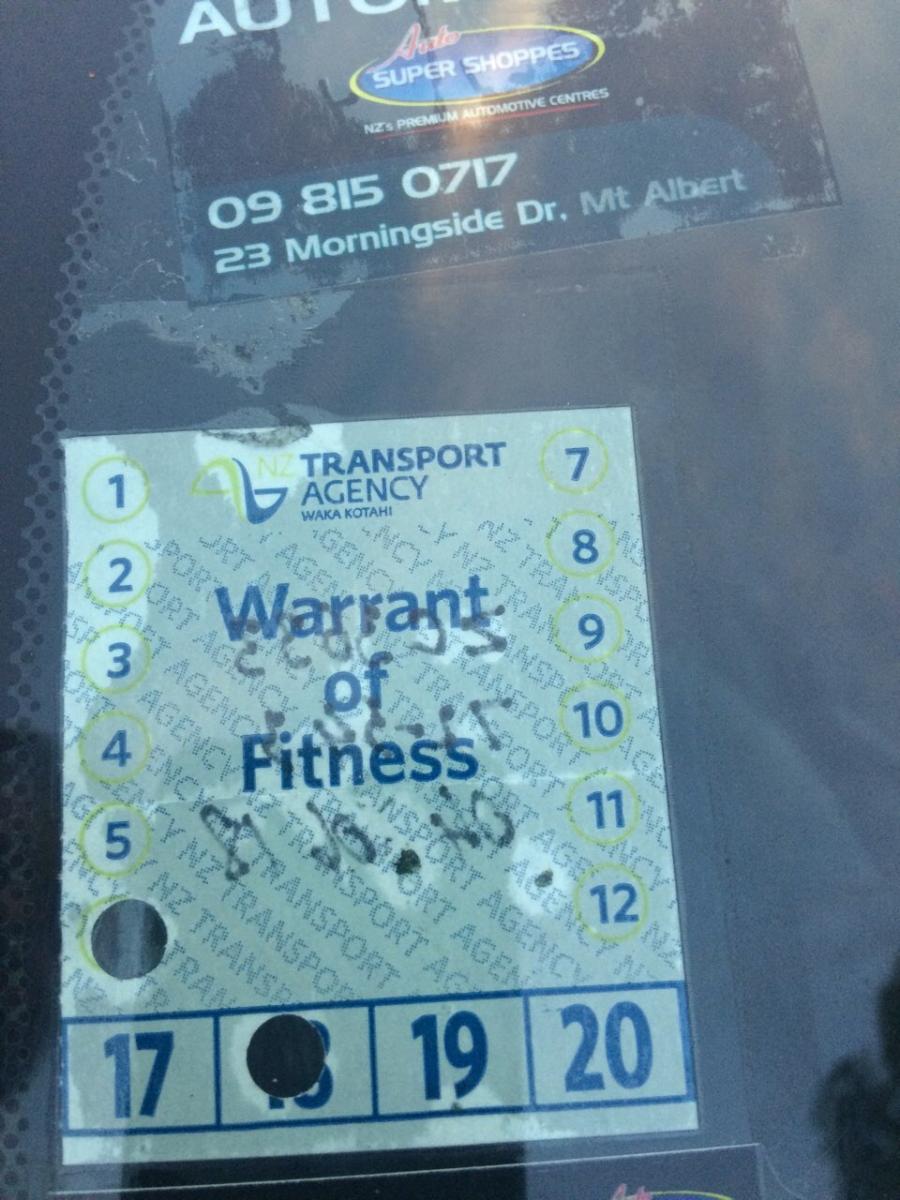 Auto
SUPER SHOPPES
NZ's PREMIUM AUTOMOTIVE CENTRES
09 815 0717
23 Morningside Dr, Mt Albert
NZ TRANSPORT
AGENCY
WAKA KOTAHI
1
2
3
4
5
7
8
9
10
11
12
Warrant
of
Fitness
17 18 19 20
Auto